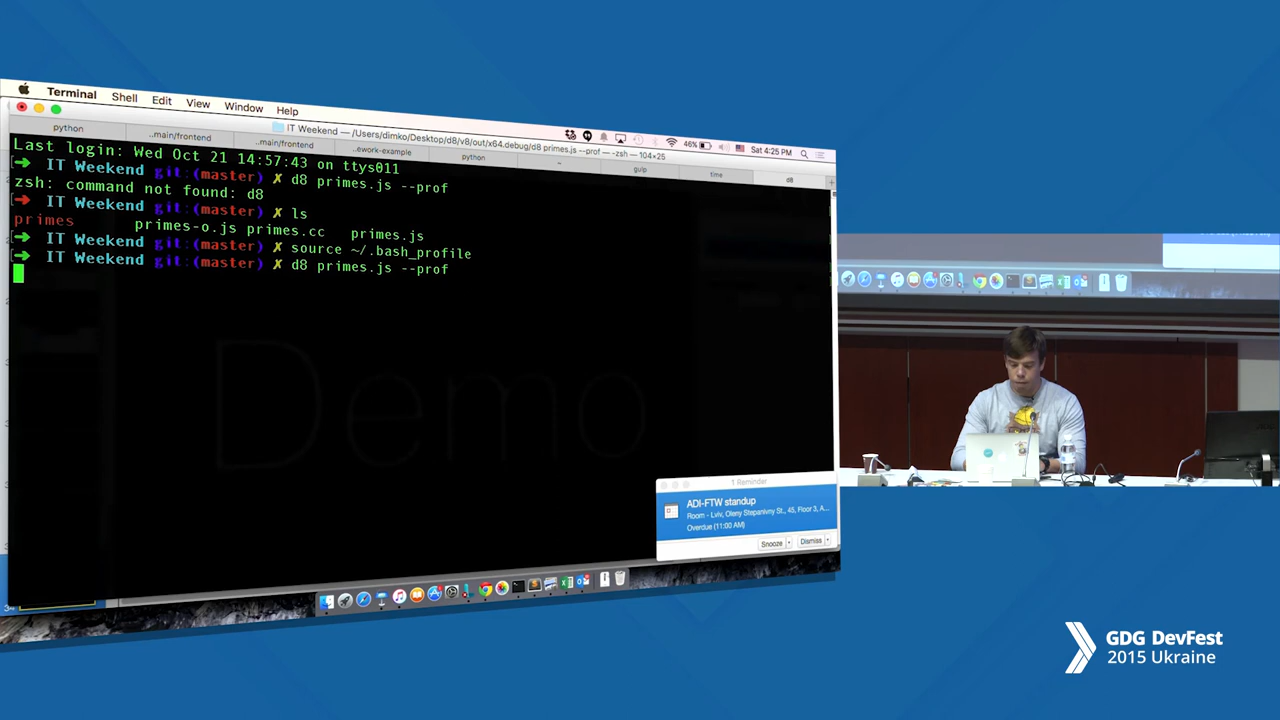 Terminal Shell Edit View Window Help
46% Sat 4:25 PM
IT Weekend — /Users/dimko/Desktop/d8/v8/out/x64.debug/d8 primes.js --prof — -zsh — 104×25
python ..main/frontend ..main/frontend ..ework-example python ~ gulp time d8
Last login: Wed Oct 21 14:57:43 on ttys011
[➜ IT Weekend git:(master) ✗ d8 primes.js --prof
zsh: command not found: d8
[➜ IT Weekend git:(master) ✗ ls
primes primes-o.js primes.cc primes.js
[➜ IT Weekend git:(master) ✗ source ~/.bash_profile
[➜ IT Weekend git:(master) ✗ d8 primes.js --prof
Demo
1 Reminder
ADI-FTW standup
Room - Lviv, Oleny Stepanivny St., 45, Floor 3, A...
Overdue (11:00 AM)
Snooze Dismiss
34
GDG DevFest
2015 Ukraine